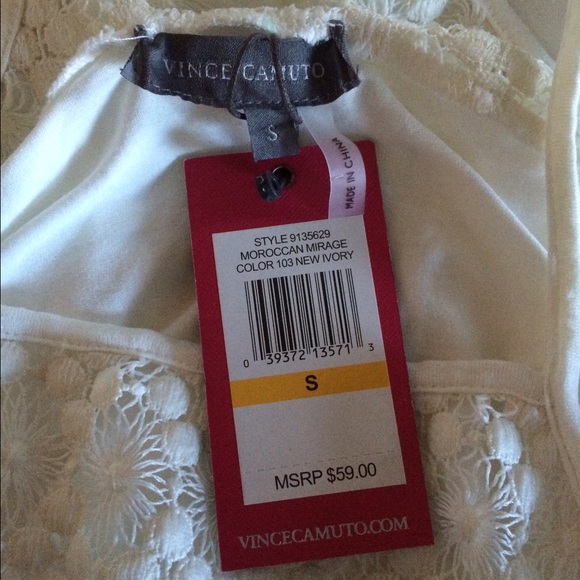 VINCE CAMUTO
S
MADE IN CHINA
STYLE 9135629
MOROCCAN MIRAGE
COLOR 103 NEW IVORY
0 39372 13571 3
S
MSRP $59.00
VINCECAMUTO.COM